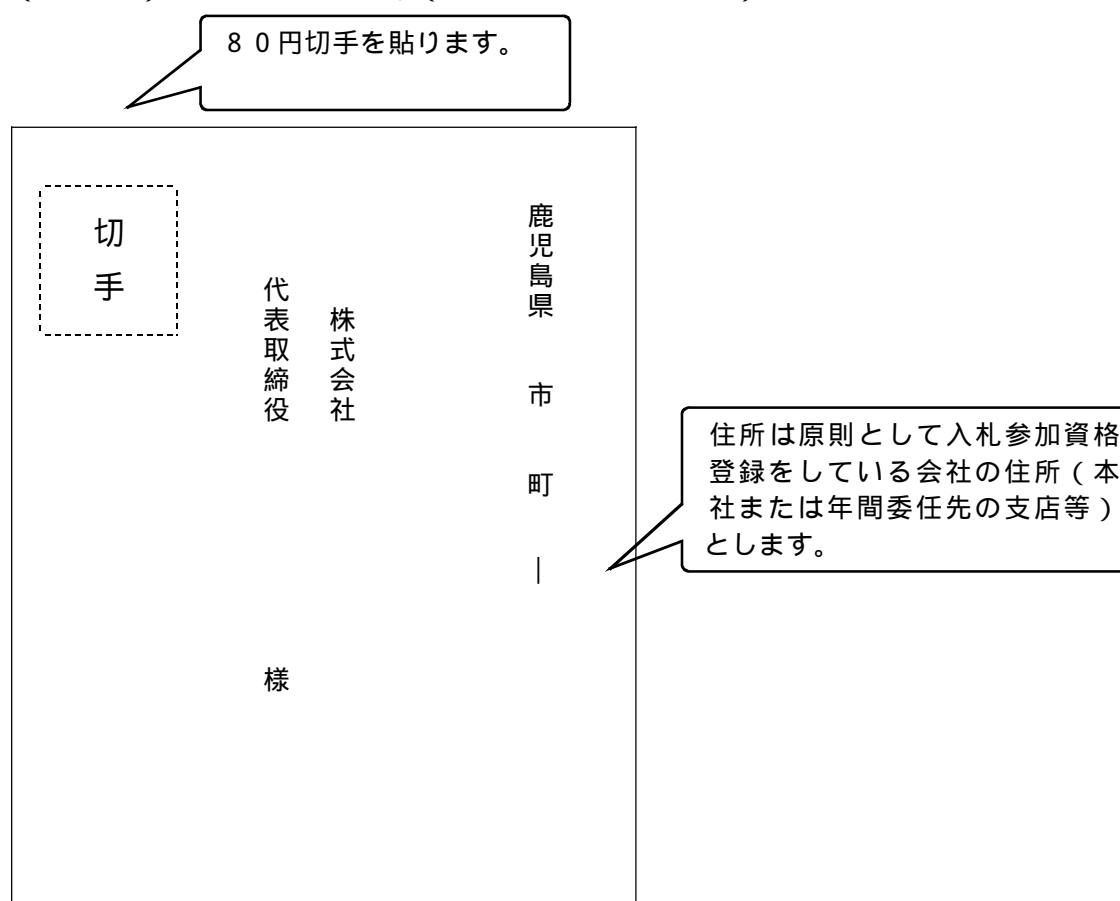 ８０円切手を貼ります。
切手
鹿児島県　市　町　｜
株式会社
代表取締役　　　様
住所は原則として入札参加資格
登録をしている会社の住所（本
社または年間委任先の支店等）
とします。